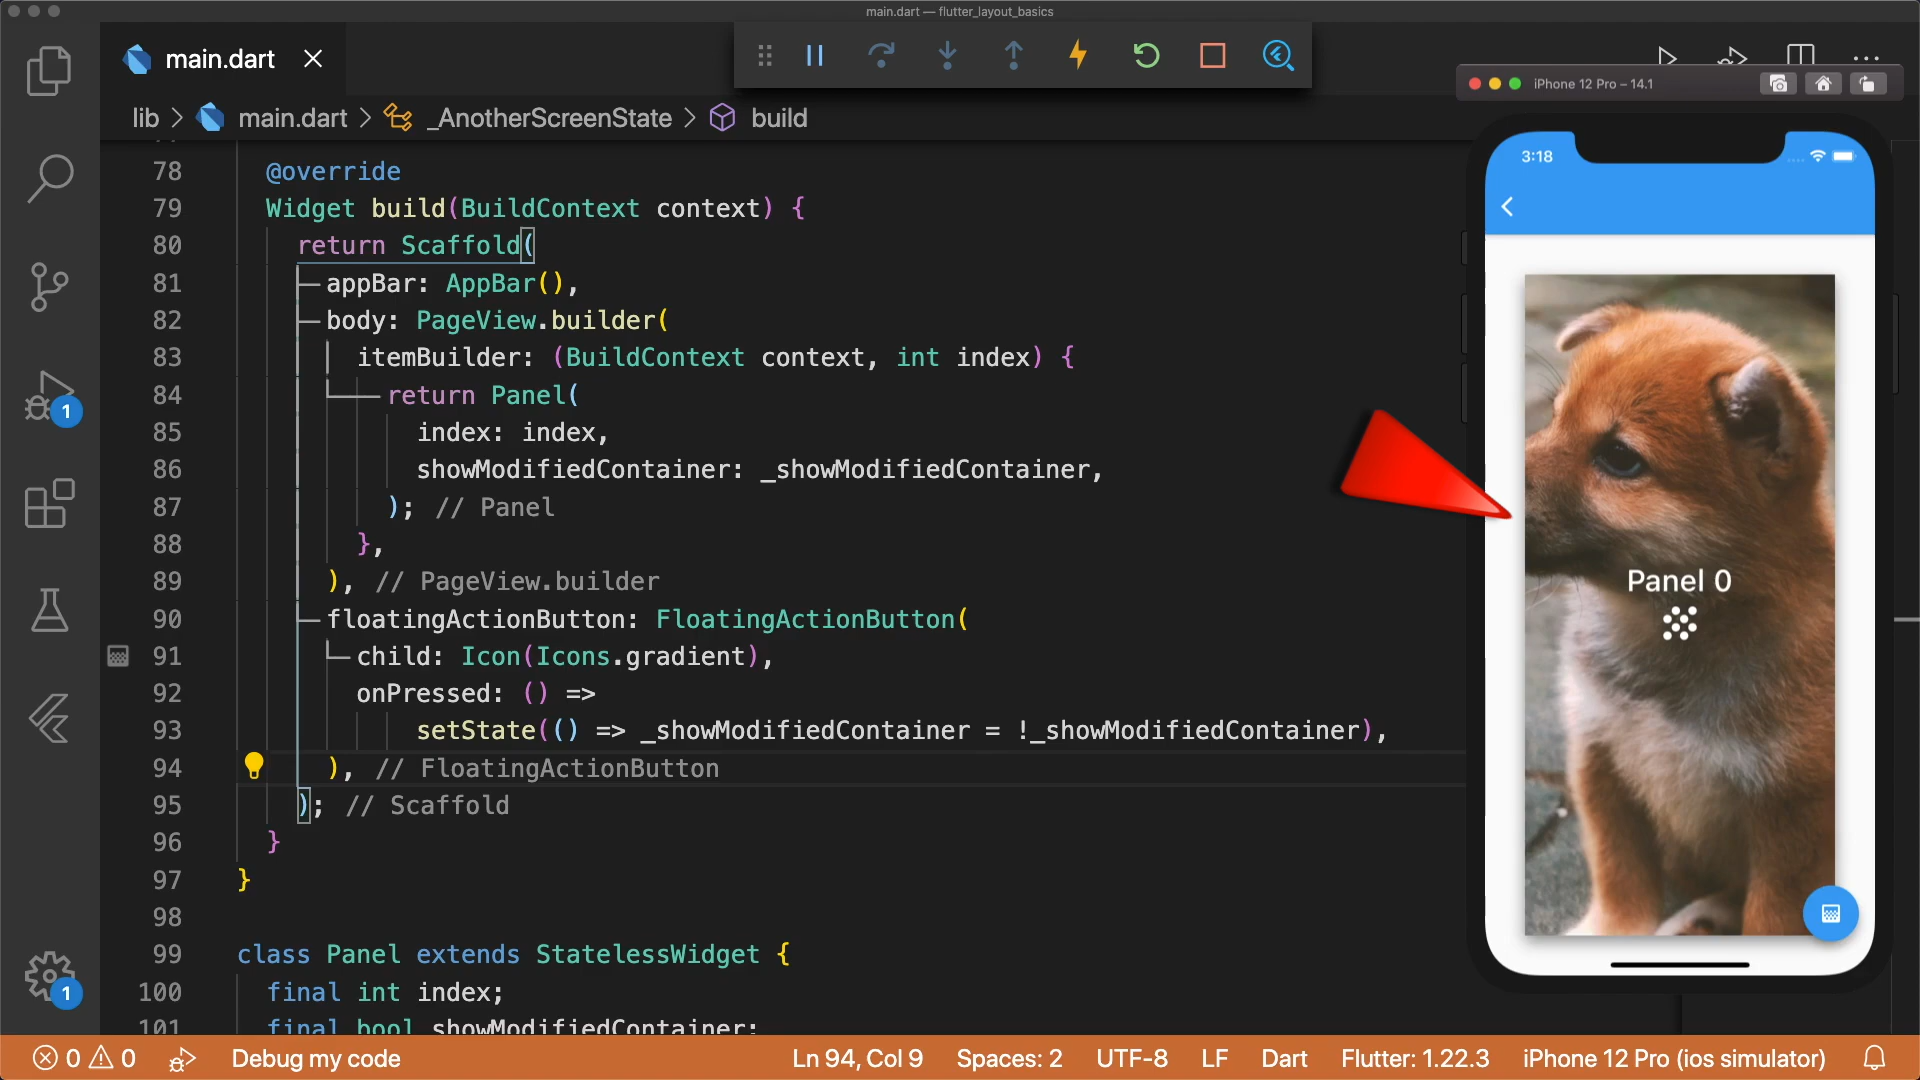 main.dart — flutter_layout_basics
main.dart
iPhone 12 Pro – 14.1
lib > main.dart > _AnotherScreenState > build
3:18
78 @override
79 Widget build(BuildContext context) {
80 return Scaffold(
81 appBar: AppBar(),
82 body: PageView.builder(
83 itemBuilder: (BuildContext context, int index) {
84 return Panel(
85 index: index,
86 showModifiedContainer: _showModifiedContainer,
87 ); // Panel
88 },
89 ), // PageView.builder
90 floatingActionButton: FloatingActionButton(
91 child: Icon(Icons.gradient),
92 onPressed: () =>
93 setState(() => _showModifiedContainer = !_showModifiedContainer),
94 ), // FloatingActionButton
95 ); // Scaffold
96 }
97 }
98
99 class Panel extends StatelessWidget {
100 final int index;
101 final bool showModifiedContainer;
Panel 0
1
1
0 0 Debug my code Ln 94, Col 9 Spaces: 2 UTF-8 LF Dart Flutter: 1.22.3 iPhone 12 Pro (ios simulator)